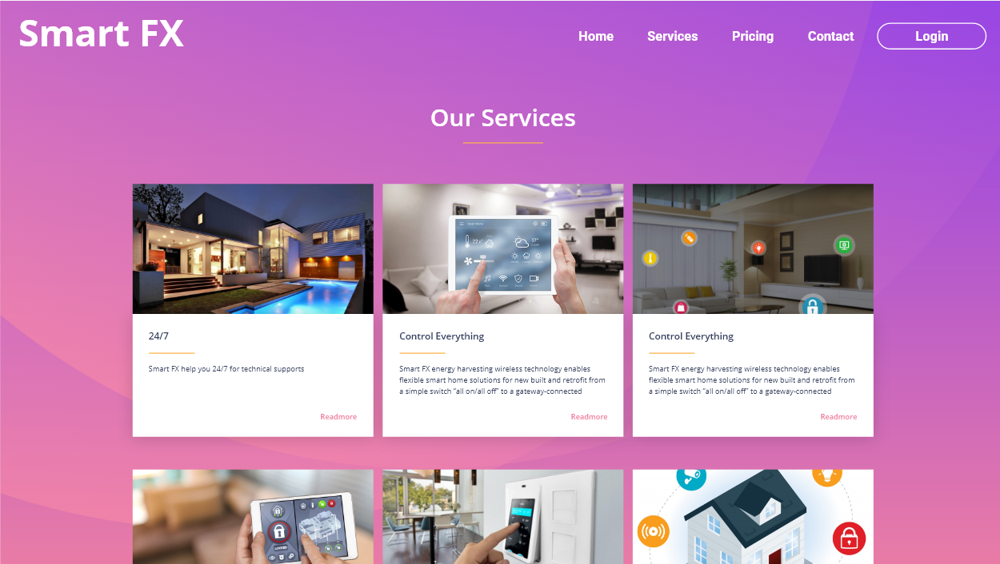 Smart FX
Home Services Pricing Contact Login
Our Services
24/7
Smart FX help you 24/7 for technical supports
Readmore
Control Everything
Smart FX energy harvesting wireless technology enables
flexible smart home solutions for new built and retrofit from
a simple switch “all on/all off” to a gateway-connected
Readmore
Control Everything
Smart FX energy harvesting wireless technology enables
flexible smart home solutions for new built and retrofit from
a simple switch “all on/all off” to a gateway-connected
Readmore
LOCKED